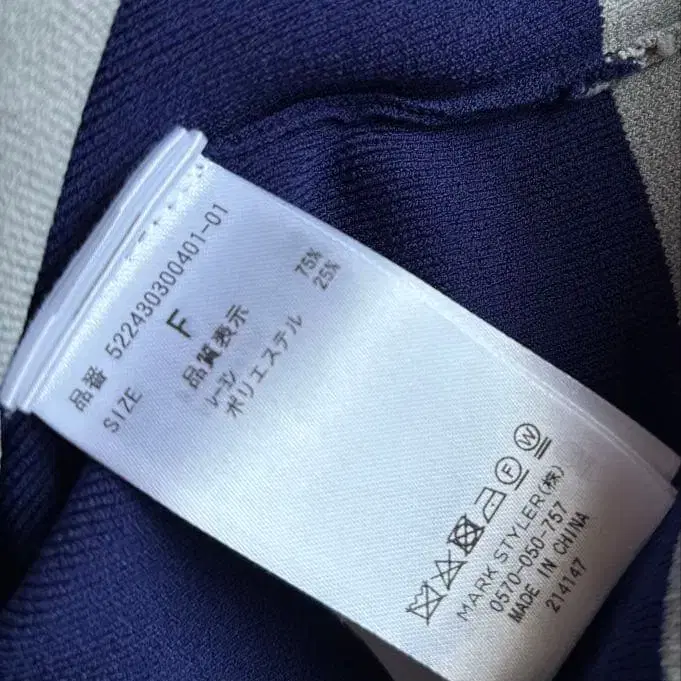 品番 522430300401-01
SIZE F
品質表示
レーヨン 75%
ポリエステル 25%
F W
MARK STYLER(株)
0570-050-757
MADE IN CHINA
214147